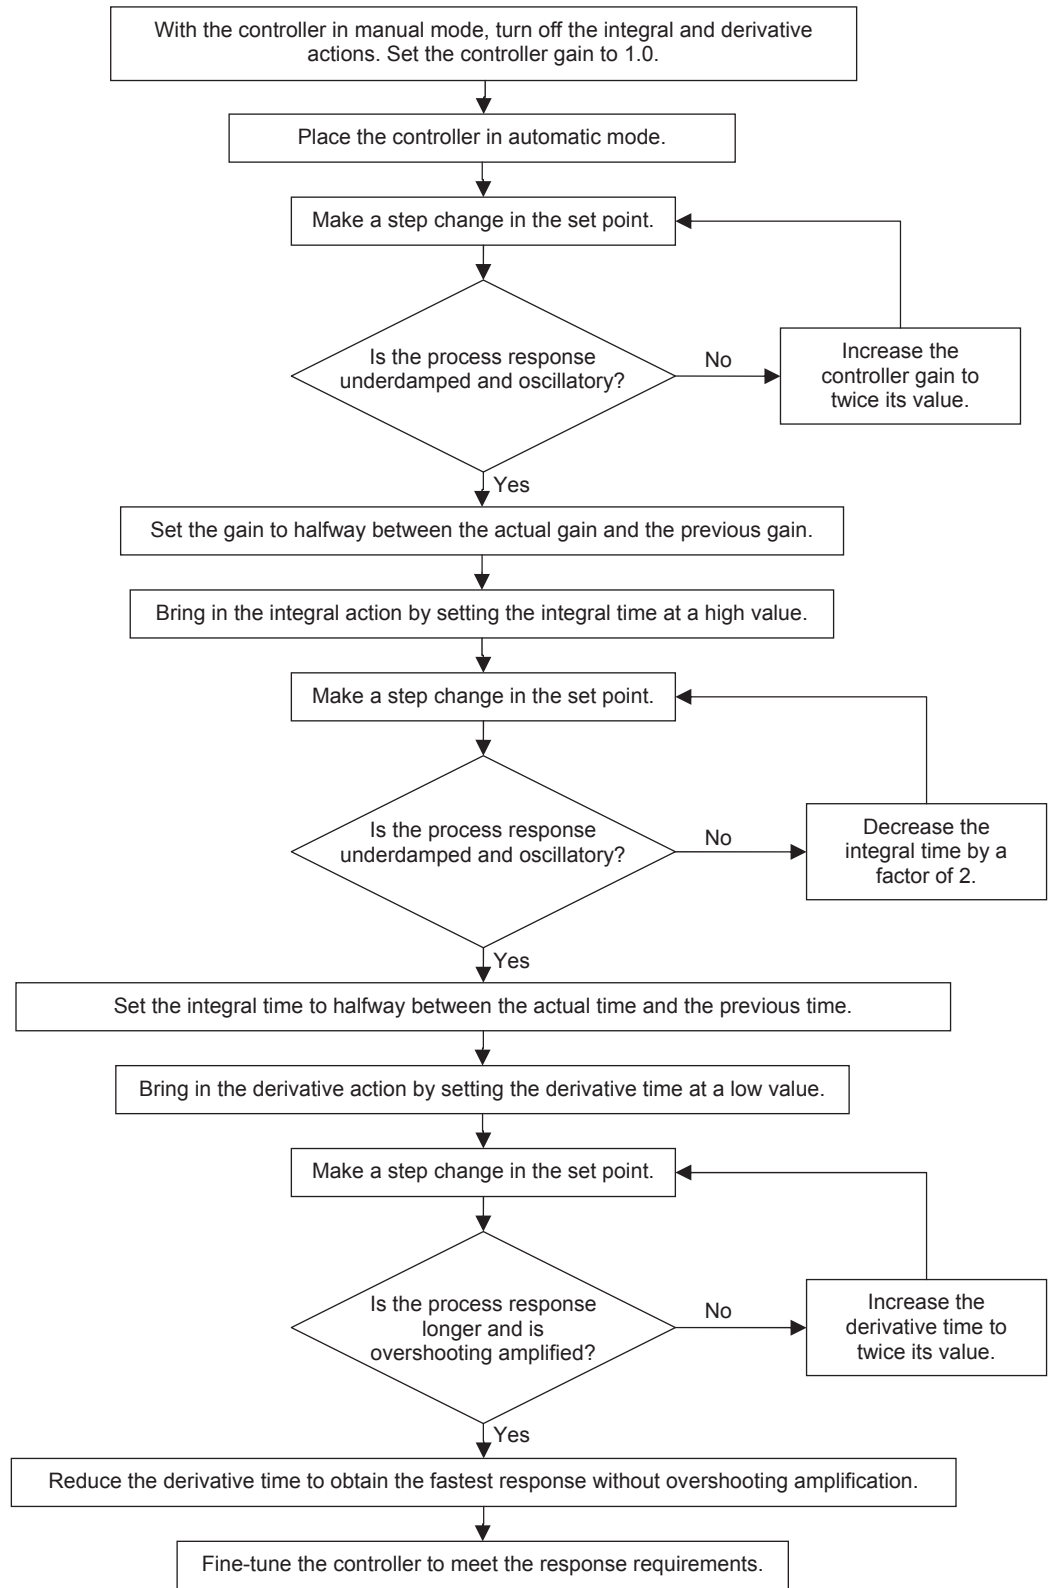 With the controller in manual mode, turn off the integral and derivative
actions. Set the controller gain to 1.0.
Place the controller in automatic mode.
Make a step change in the set point.
Is the process response
underdamped and oscillatory?
No
Increase the
controller gain to
twice its value.
Yes
Set the gain to halfway between the actual gain and the previous gain.
Bring in the integral action by setting the integral time at a high value.
Make a step change in the set point.
Is the process response
underdamped and oscillatory?
No
Decrease the
integral time by a
factor of 2.
Yes
Set the integral time to halfway between the actual time and the previous time.
Bring in the derivative action by setting the derivative time at a low value.
Make a step change in the set point.
Is the process response
longer and is
overshooting amplified?
No
Increase the
derivative time to
twice its value.
Yes
Reduce the derivative time to obtain the fastest response without overshooting amplification.
Fine-tune the controller to meet the response requirements.